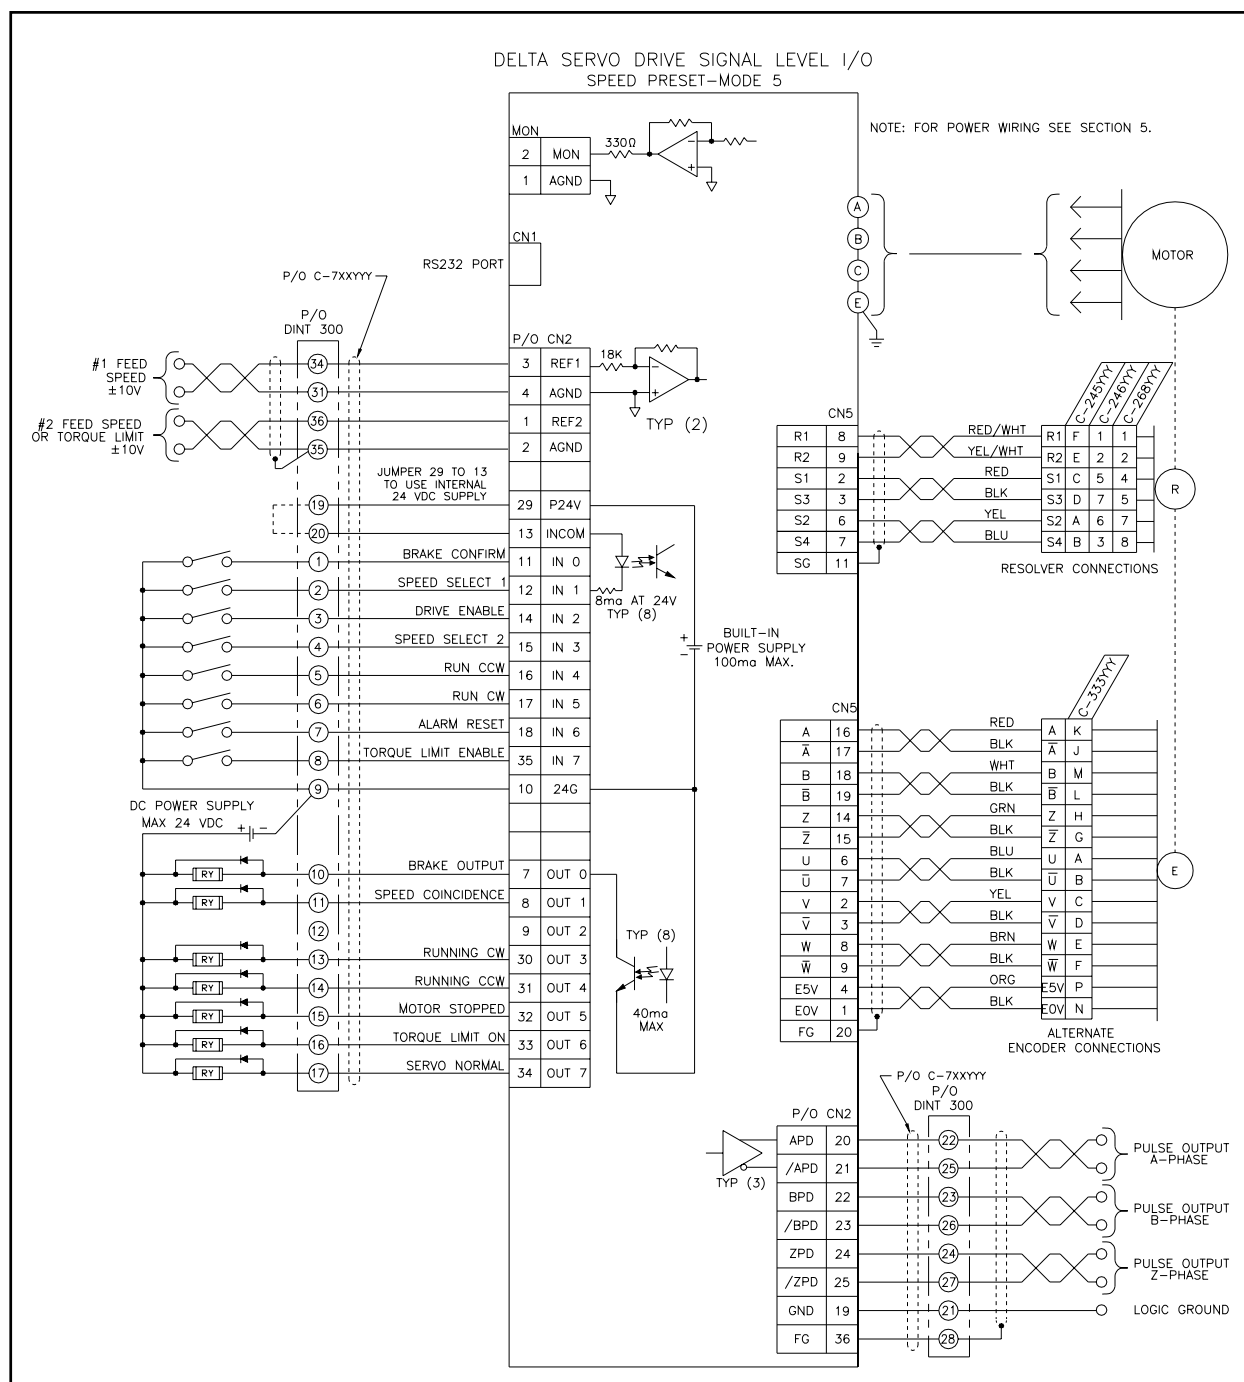 DELTA SERVO DRIVE SIGNAL LEVEL I/O
SPEED PRESET-MODE 5
NOTE: FOR POWER WIRING SEE SECTION 5.
MON
2 MON
1 AGND
330Ω
- +
CN1
RS232 PORT
A
B
C
E
MOTOR
P/O C-7XXYYY
P/O
DINT 300
P/O CN2
#1 FEED
SPEED
±10V
34 3 REF1 18K
31 4 AGND
- +
TYP (2)
#2 FEED SPEED
OR TORQUE LIMIT
±10V
36 1 REF2
35 2 AGND
JUMPER 29 TO 13
TO USE INTERNAL
24 VDC SUPPLY
19 29 P24V
20 13 INCOM
1 BRAKE CONFIRM 11 IN 0
2 SPEED SELECT 1 12 IN 1
3 DRIVE ENABLE 14 IN 2
4 SPEED SELECT 2 15 IN 3
5 RUN CCW 16 IN 4
6 RUN CW 17 IN 5
7 ALARM RESET 18 IN 6
8 TORQUE LIMIT ENABLE 35 IN 7
9 10 24G
8ma AT 24V
TYP (8)
+
-
BUILT-IN
POWER SUPPLY
100ma MAX.
DC POWER SUPPLY
MAX 24 VDC + -
RY 10 BRAKE OUTPUT 7 OUT 0
RY 11 SPEED COINCIDENCE 8 OUT 1
12 9 OUT 2
RY 13 RUNNING CW 30 OUT 3
RY 14 RUNNING CCW 31 OUT 4
RY 15 MOTOR STOPPED 32 OUT 5
RY 16 TORQUE LIMIT ON 33 OUT 6
RY 17 SERVO NORMAL 34 OUT 7
TYP (8)
40ma
MAX
C-245YYY
C-246YYY
C-268YYY
CN5
R1 8 RED/WHT R1 F 1 1
R2 9 YEL/WHT R2 E 2 2
S1 2 RED S1 C 5 4
S3 3 BLK S3 D 7 5
S2 6 YEL S2 A 6 7
S4 7 BLU S4 B 3 8
SG 11
RESOLVER CONNECTIONS
R
C-333YYY
CN5
A 16 RED A K
A̅ 17 BLK A̅ J
B 18 WHT B M
B̅ 19 BLK B̅ L
Z 14 GRN Z H
Z̅ 15 BLK Z̅ G
U 6 BLU U A
U̅ 7 BLK U̅ B
V 2 YEL V C
V̅ 3 BLK V̅ D
W 8 BRN W E
W̅ 9 BLK W̅ F
E5V 4 ORG E5V P
E0V 1 BLK E0V N
FG 20
ALTERNATE
ENCODER CONNECTIONS
E
P/O C-7XXYYY
P/O
DINT 300
P/O CN2
TYP (3)
APD 20 22
/APD 21 25
PULSE OUTPUT
A-PHASE
BPD 22 23
/BPD 23 26
PULSE OUTPUT
B-PHASE
ZPD 24 24
/ZPD 25 27
PULSE OUTPUT
Z-PHASE
GND 19 21 LOGIC GROUND
FG 36 28